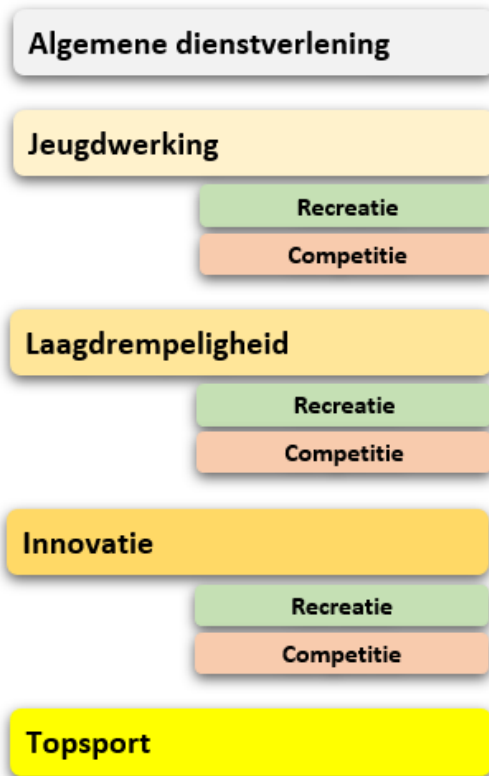 Algemene dienstverlening
Jeugdwerking
Recreatie
Competitie
Laagdrempeligheid
Recreatie
Competitie
Innovatie
Recreatie
Competitie
Topsport